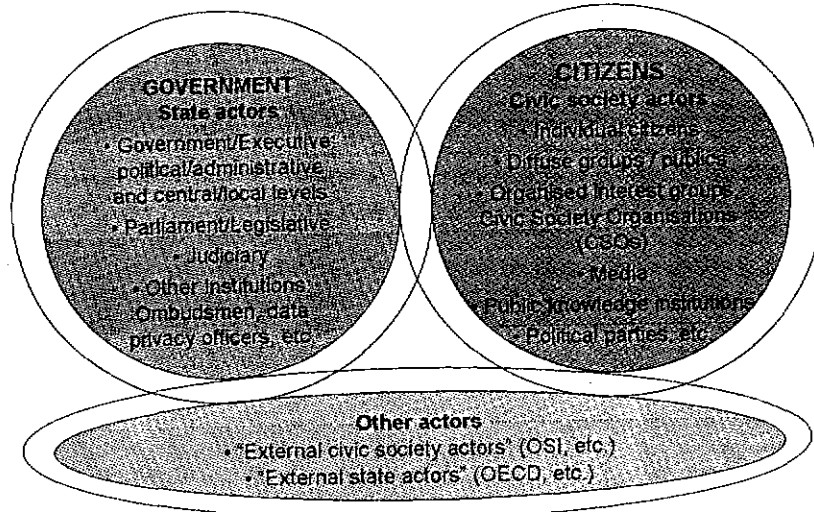 GOVERNMENT
State actors
• Government/Executive:
political/administrative
and central/local levels
• Parliament/Legislative
• Judiciary
• Other institutions:
Ombudsmen, data
privacy officers, etc.
CITIZENS
Civic society actors
• Individual citizens
• Diffuse groups / publics
• Organised interest groups
Civic Society Organisations
(CSOs)
• Media
• Public knowledge institutions
• Political parties, etc.
Other actors
• "External civic society actors" (OSI, etc.)
• "External state actors" (OECD, etc.)